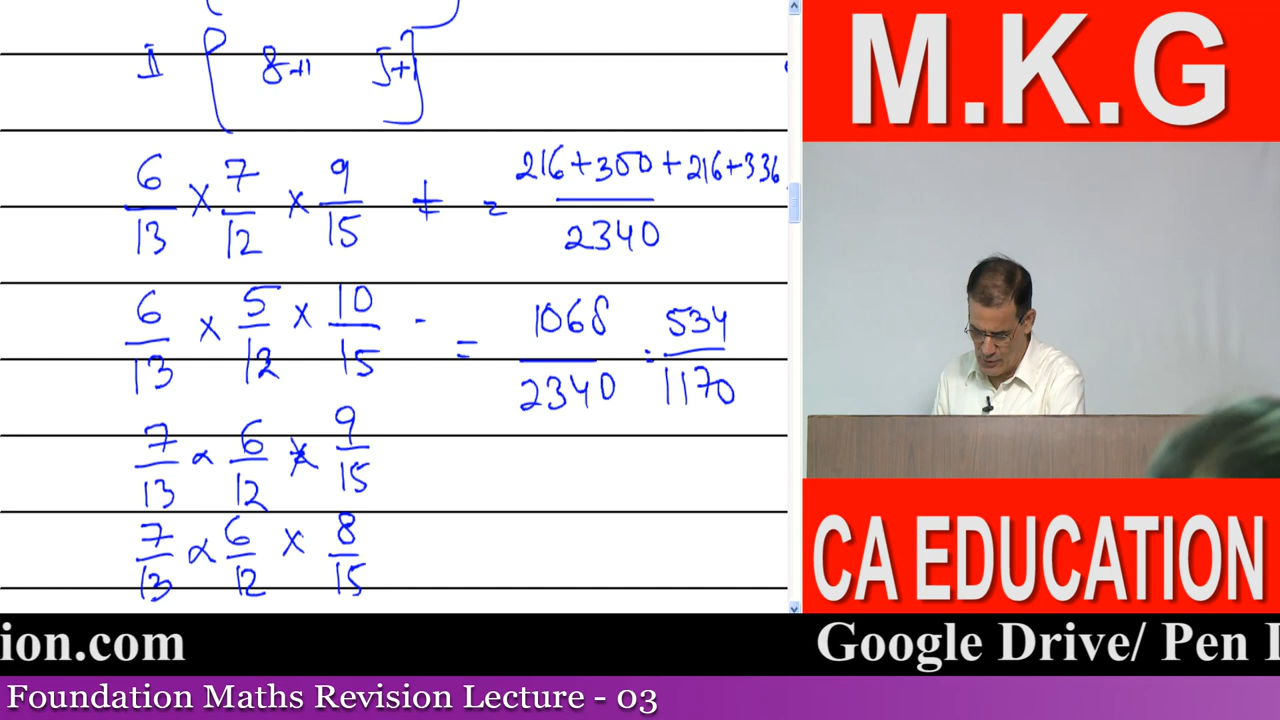 I [ 8+1 5+1 ]
6/13 × 7/12 × 9/15 + = 216+350+216+336 / 2340
6/13 × 5/12 × 10/15 - = 1068/2340 : 534/1170
7/13 × 6/12 × 9/15
7/13 × 6/12 × 8/15
M.K.G
CA EDUCATION
ion.com
Google Drive/ Pen
Foundation Maths Revision Lecture - 03